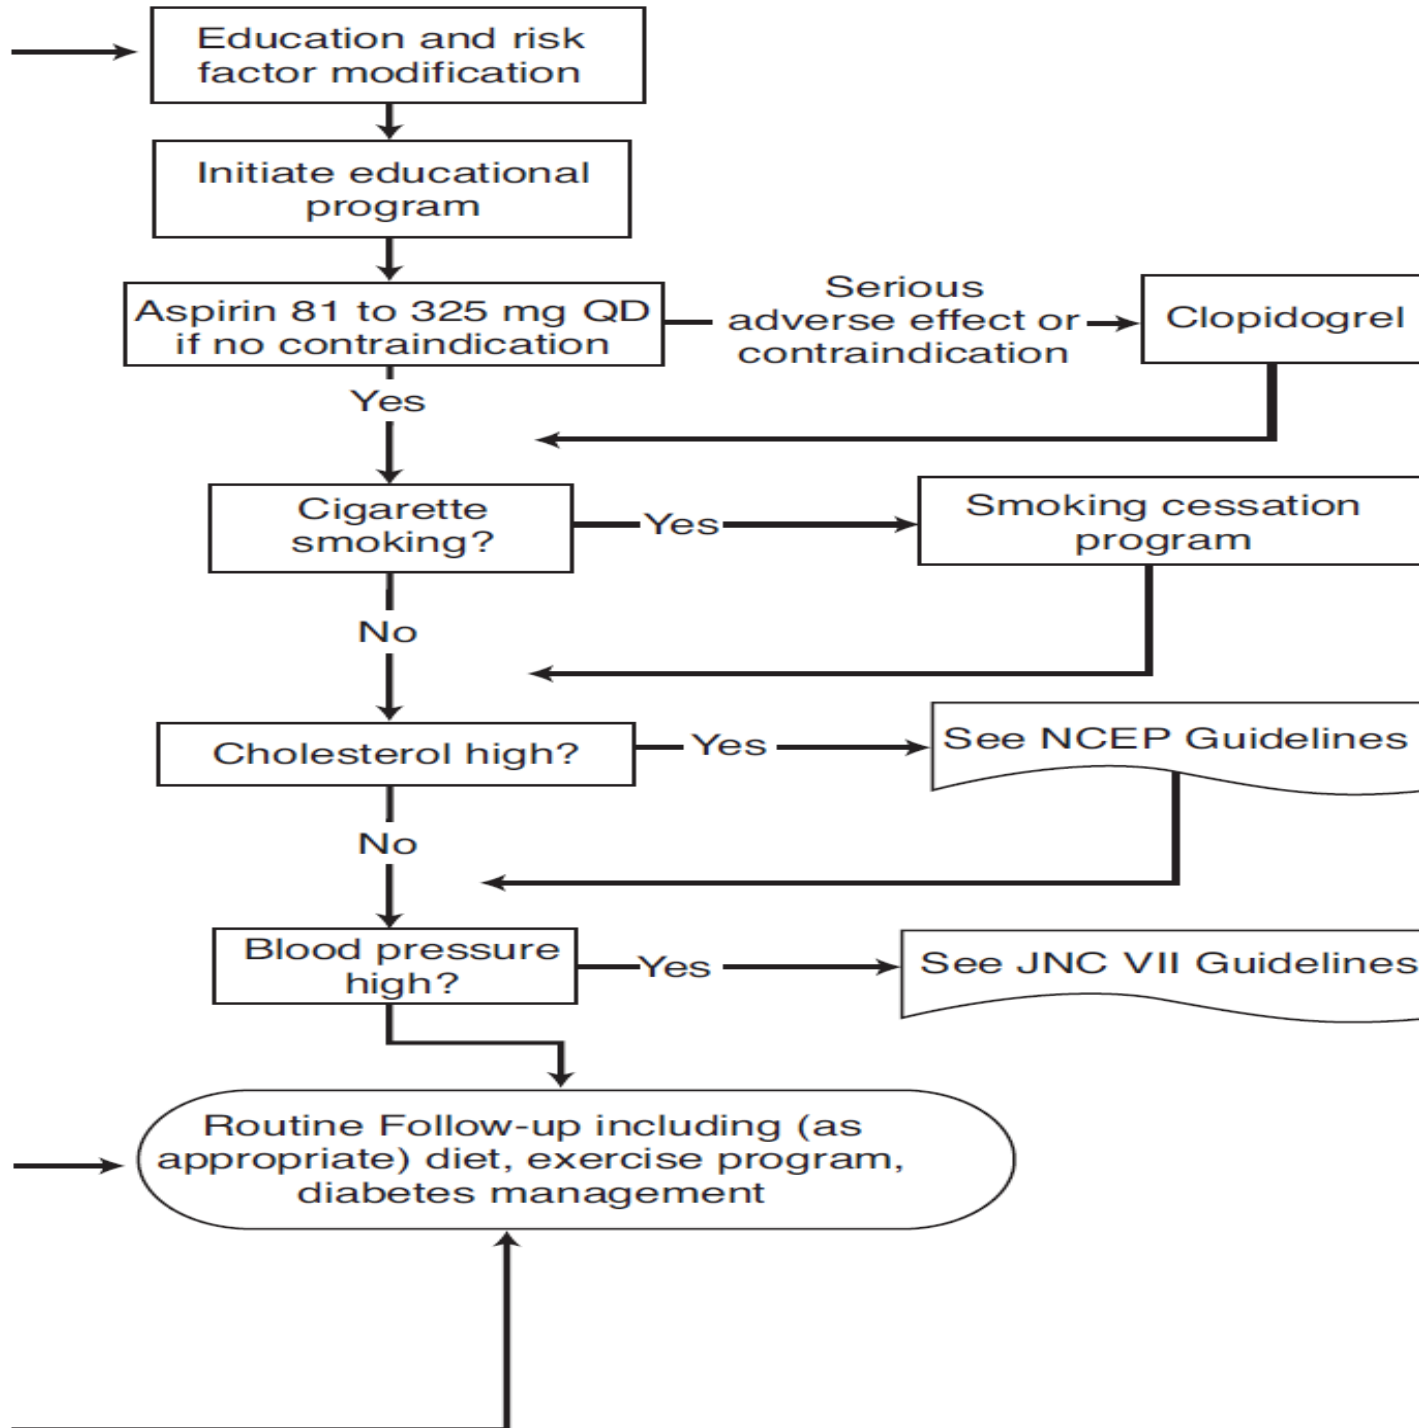 Education and risk
factor modification
Initiate educational
program
Aspirin 81 to 325 mg QD
if no contraindication
Serious
adverse effect or
contraindication
Clopidogrel
Yes
Cigarette
smoking?
Yes
Smoking cessation
program
No
Cholesterol high?
Yes
See NCEP Guidelines
No
Blood pressure
high?
Yes
See JNC VII Guidelines
Routine Follow-up including (as
appropriate) diet, exercise program,
diabetes management